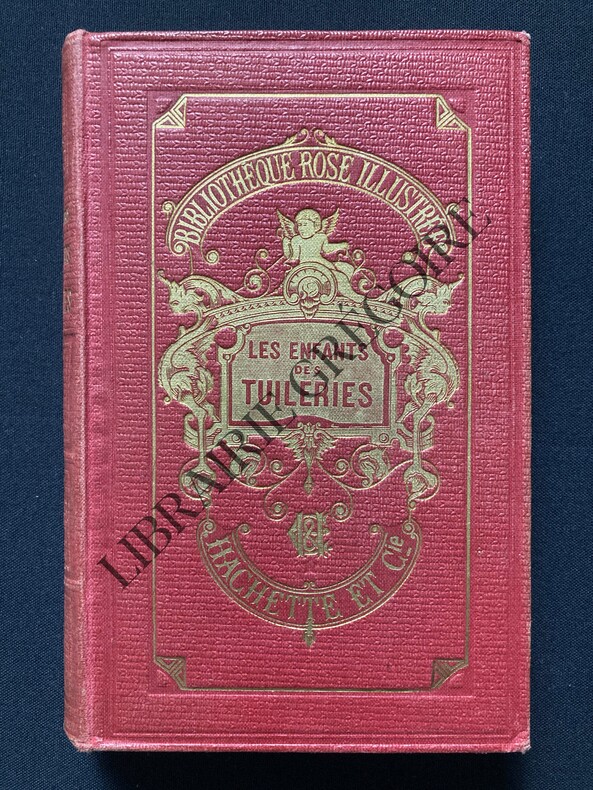 BIBLIOTHÈQUE ROSE ILLUSTRÉE
LES ENFANTS
DES
TUILERIES
HACHETTE ET Cie
LIBRAIRIE GRÉGOIRE